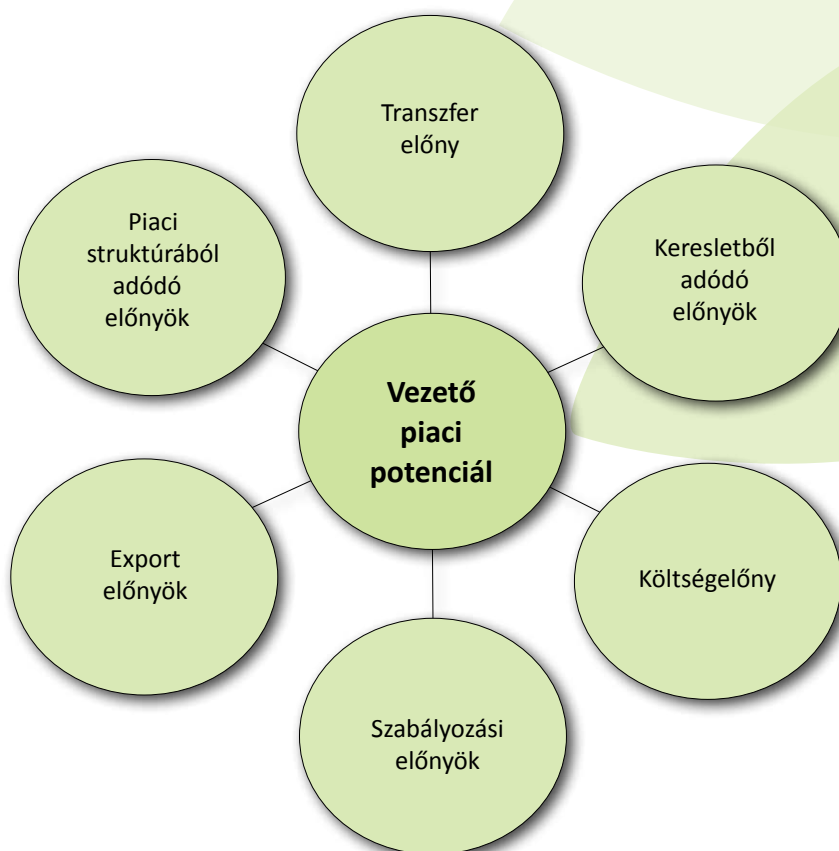 Transzfer
előny
Piaci
struktúrából
adódó
előnyök
Keresletből
adódó
előnyök
Vezető
piaci
potenciál
Export
előnyök
Költségelőny
Szabályozási
előnyök